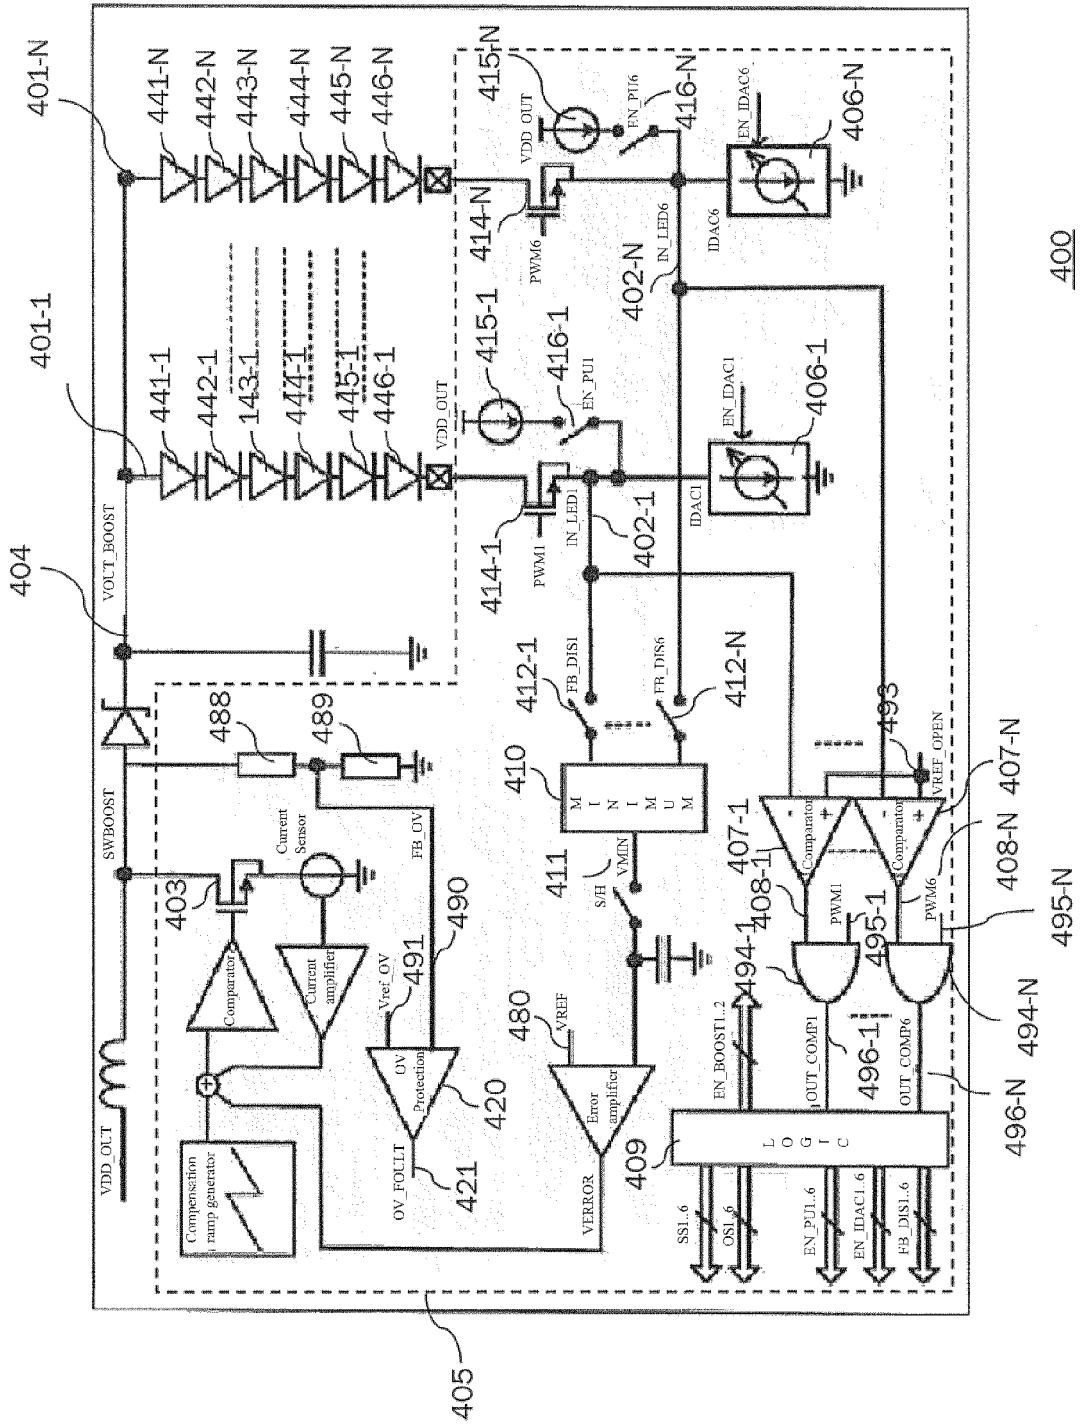 VDD_OUT
SWBOOST
404
VOUT_BOOST
401-1
401-N
Compensation
ramp generator
+
Comparator
403
Current
amplifier
Current
Sensor
488
489
441-1
442-1
143-1
444-1
445-1
446-1
441-N
442-N
443-N
444-N
445-N
446-N
OV_FOULT
421
OV
Protection
420
Vref_OV
491
490
FB_OV
VDD_OUT
415-1
416-1
EN_PU1
414-1
PWM1
IN_LED1
402-1
IDAC1
EN_IDAC1
406-1
VDD_OUT
415-N
EN_PU6
416-N
414-N
PWM6
402-N
IN_LED6
IDAC6
EN_IDAC6
406-N
405
VERROR
Error
amplifier
480
VREF
S/H
411
VMIN
410
MINIMUM
412-1
FB_DIS1
FB_DIS6
412-N
409
LOGIC
SS1..6
OS1..6
EN_PU1..6
EN_IDAC1..6
FB_DIS1..6
EN_BOOST1..2
OUT_COMP1
496-1
OUT_COMP6
496-N
494-1
408-1
407-1
PWM1
495-1
Comparator
-
+
Comparator
-
+
493
VREF_OPEN
407-N
408-N
PWM6
495-N
494-N
400